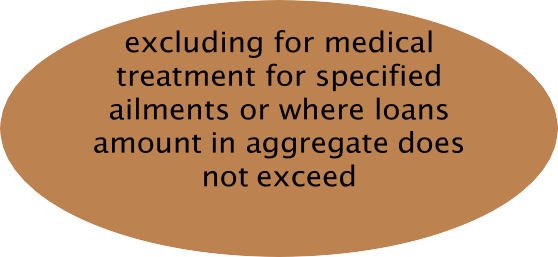 excluding for medical
treatment for specified
ailments or where loans
amount in aggregate does
not exceed